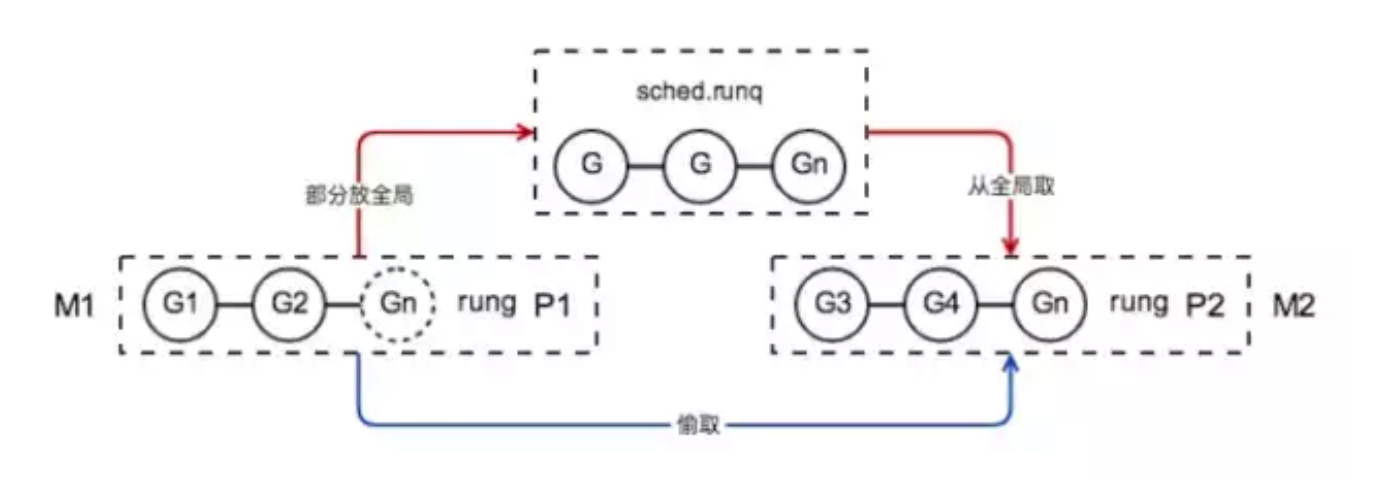 sched.runq
G G Gn
部分放全局
从全局取
M1 G1 G2 Gn rung P1
G3 G4 Gn rung P2 M2
偷取